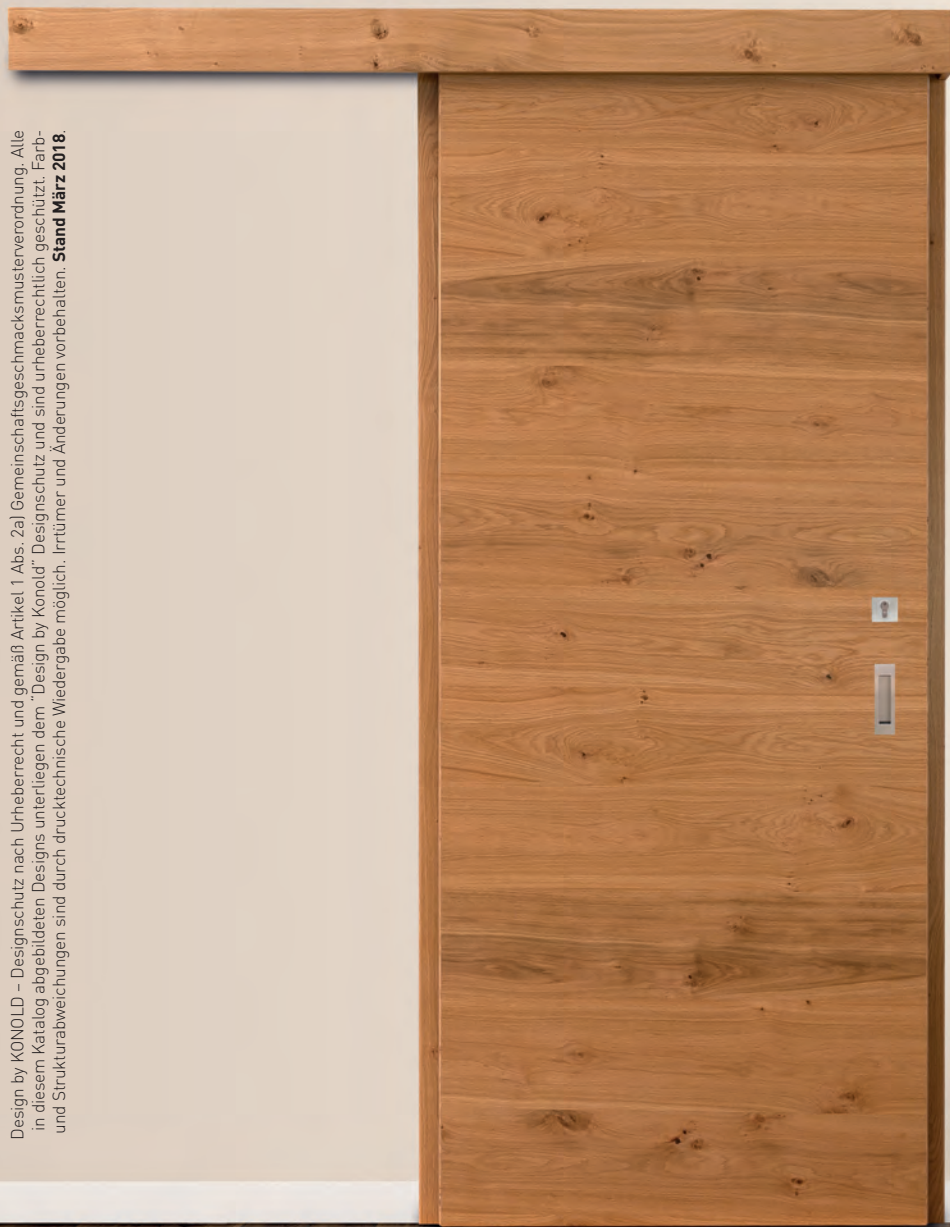 Design by KONOLD – Designschutz nach Urheberrecht und gemäß Artikel 1 Abs. 2a) Gemeinschaftsgeschmacksmusterverordnung. Alle
in diesem Katalog abgebildeten Designs unterliegen dem "Design by Konold" Designschutz und sind urheberrechtlich geschützt. Farb-
und Strukturabweichungen sind durch drucktechnische Wiedergabe möglich. Irrtümer und Änderungen vorbehalten. Stand März 2018.